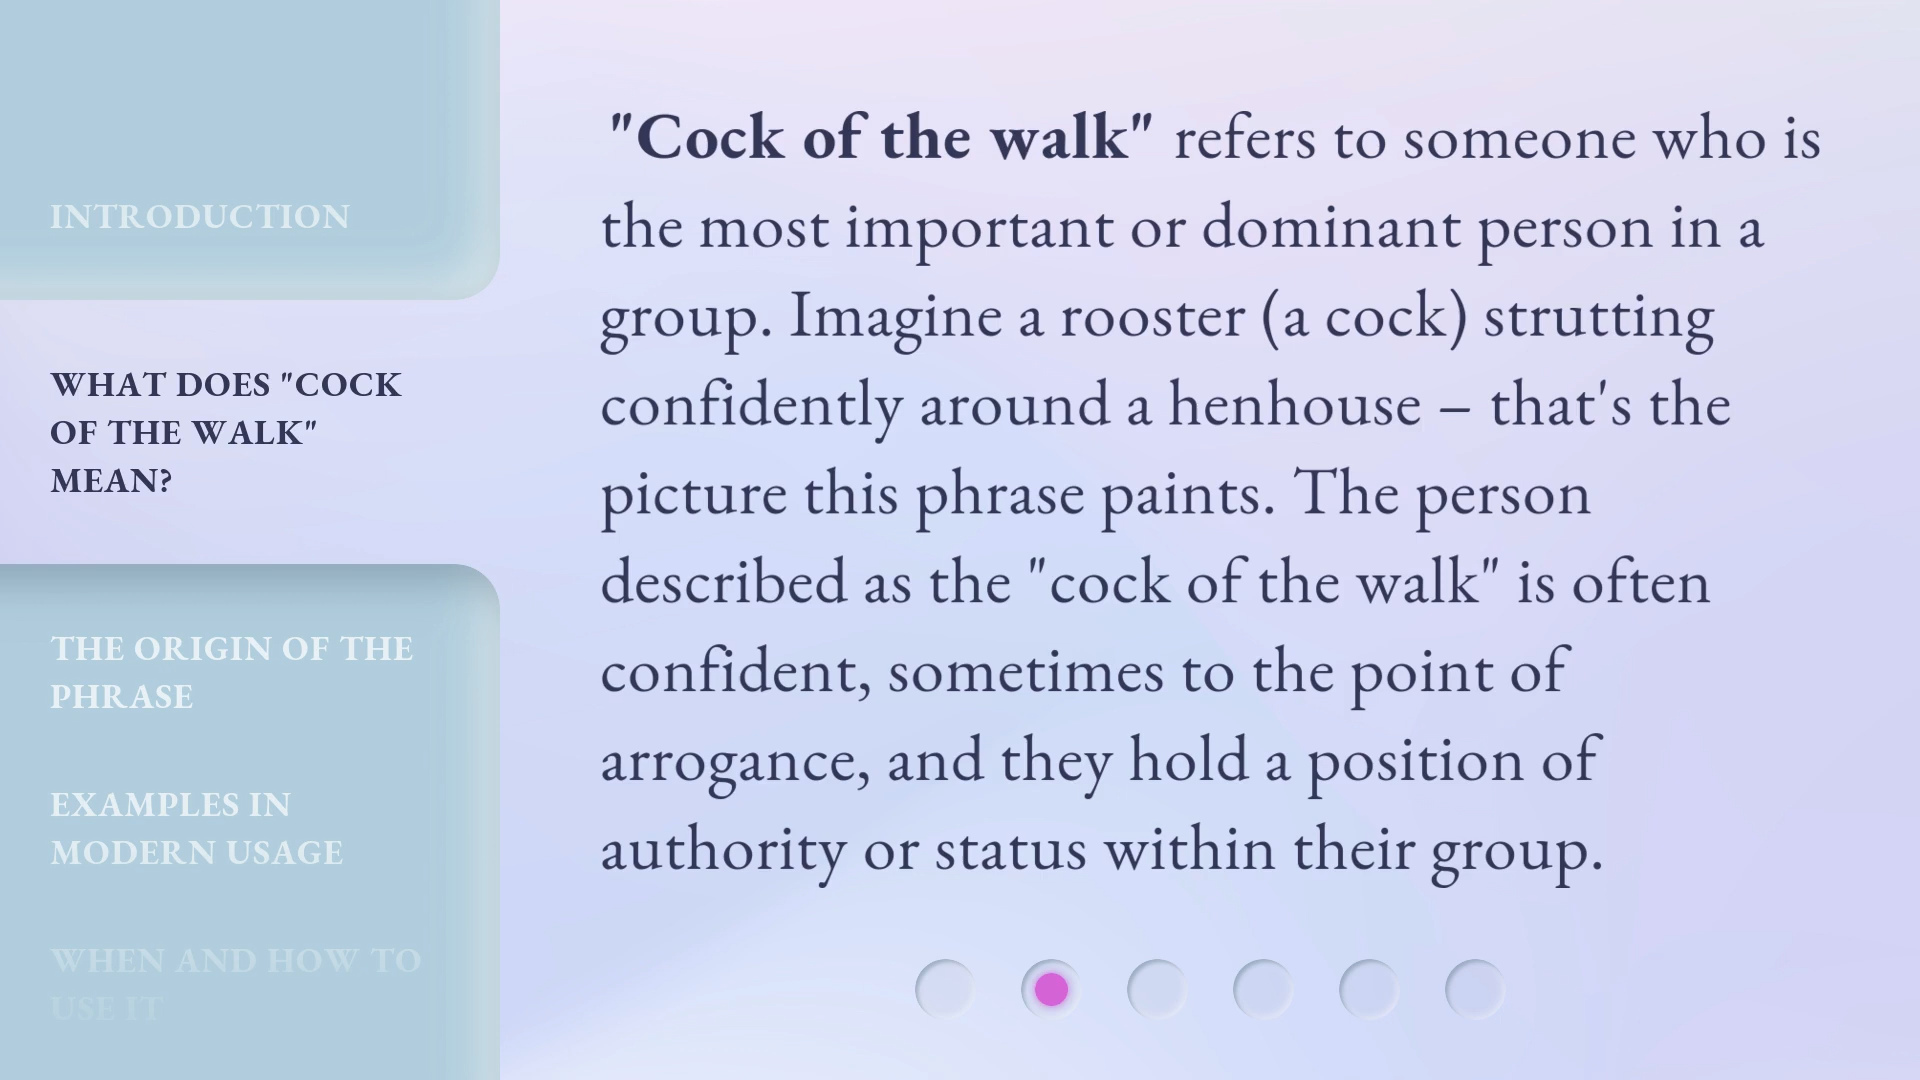 INTRODUCTION
WHAT DOES "COCK
OF THE WALK"
MEAN?
THE ORIGIN OF THE
PHRASE
EXAMPLES IN
MODERN USAGE
WHEN AND HOW TO
USE IT
"Cock of the walk" refers to someone who is
the most important or dominant person in a
group. Imagine a rooster (a cock) strutting
confidently around a henhouse – that's the
picture this phrase paints. The person
described as the "cock of the walk" is often
confident, sometimes to the point of
arrogance, and they hold a position of
authority or status within their group.